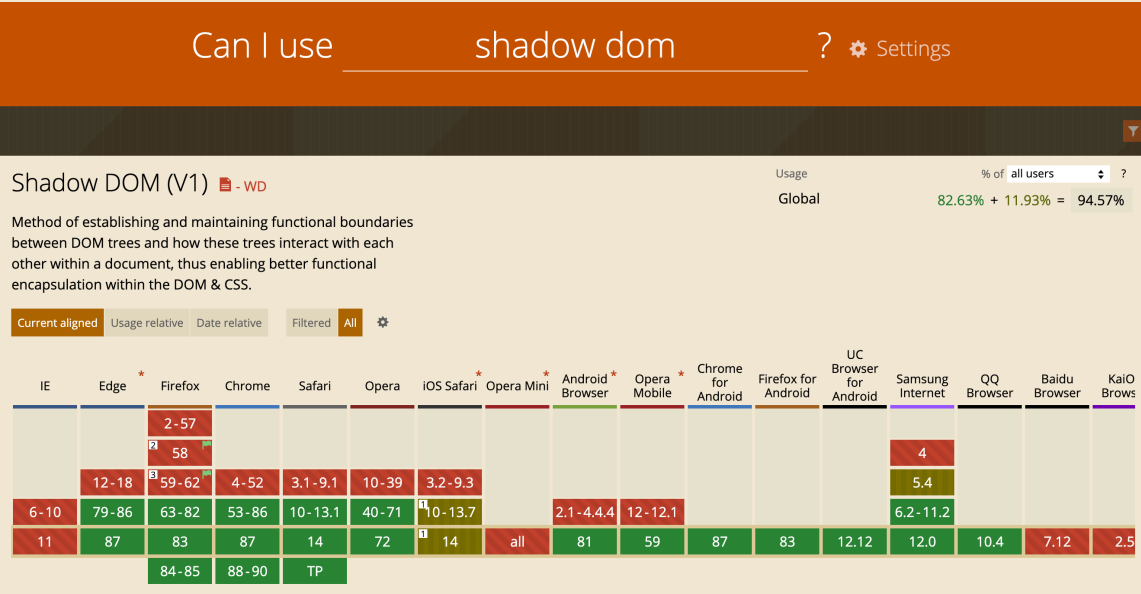 Can I use shadow dom ? Settings
Shadow DOM (V1) - WD
Usage % of all users ?
Global 82.63% + 11.93% = 94.57%
Method of establishing and maintaining functional boundaries
between DOM trees and how these trees interact with each
other within a document, thus enabling better functional
encapsulation within the DOM & CSS.
Current aligned Usage relative Date relative Filtered All
IE Edge * Firefox Chrome Safari Opera iOS Safari * Opera Mini * Android Browser * Opera Mobile * Chrome for Android Firefox for Android UC Browser for Android Samsung Internet QQ Browser Baidu Browser KaiO Brows
2-57
2 58 4
12-18 3 59-62 4-52 3.1-9.1 10-39 3.2-9.3 5.4
6-10 79-86 63-82 53-86 10-13.1 40-71 1 10-13.7 2.1-4.4.4 12-12.1 6.2-11.2
11 87 83 87 14 72 1 14 all 81 59 87 83 12.12 12.0 10.4 7.12 2.5
84-85 88-90 TP